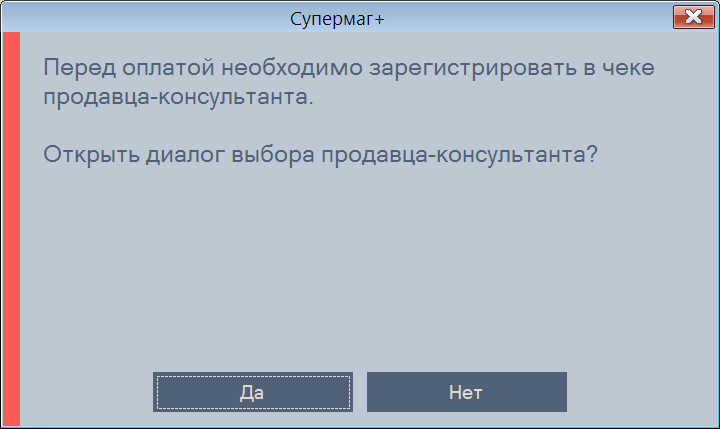 Супермаг+
Перед оплатой необходимо зарегистрировать в чеке
продавца-консультанта.
Открыть диалог выбора продавца-консультанта?
Да
Нет